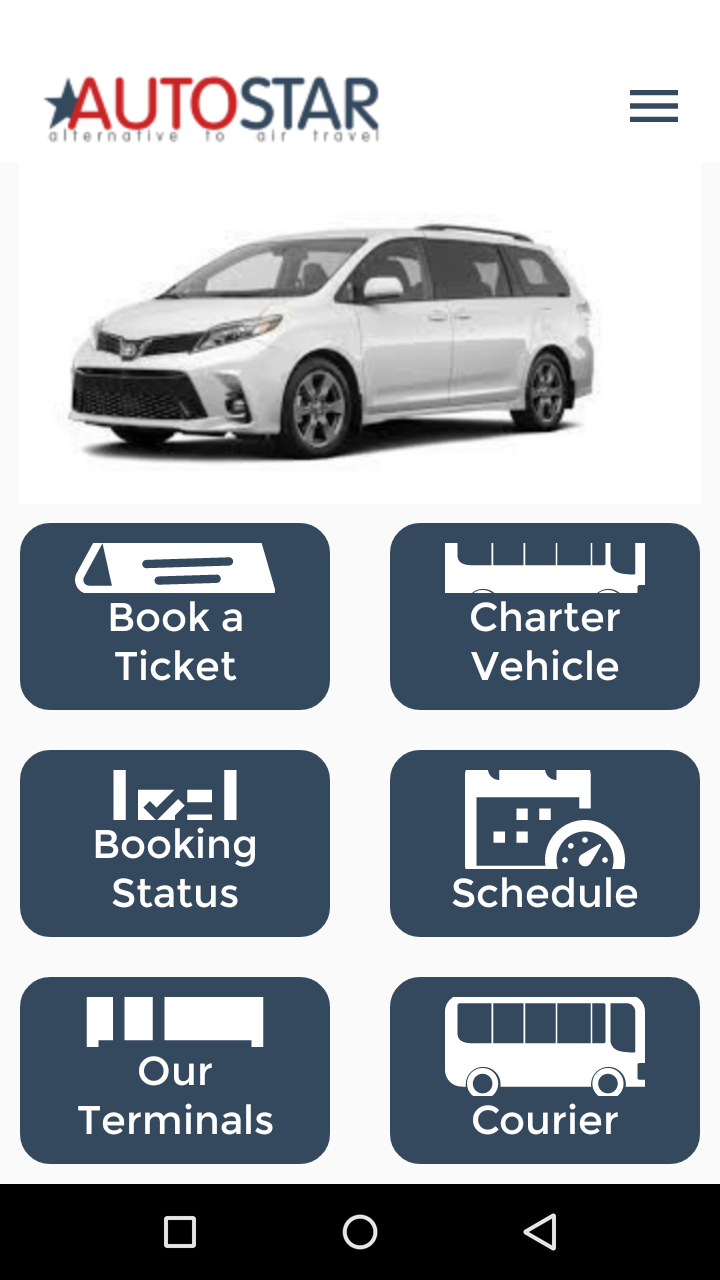 AUTOSTAR
alternative to air travel
Book a
Ticket
Charter
Vehicle
Booking
Status
Schedule
Our
Terminals
Courier